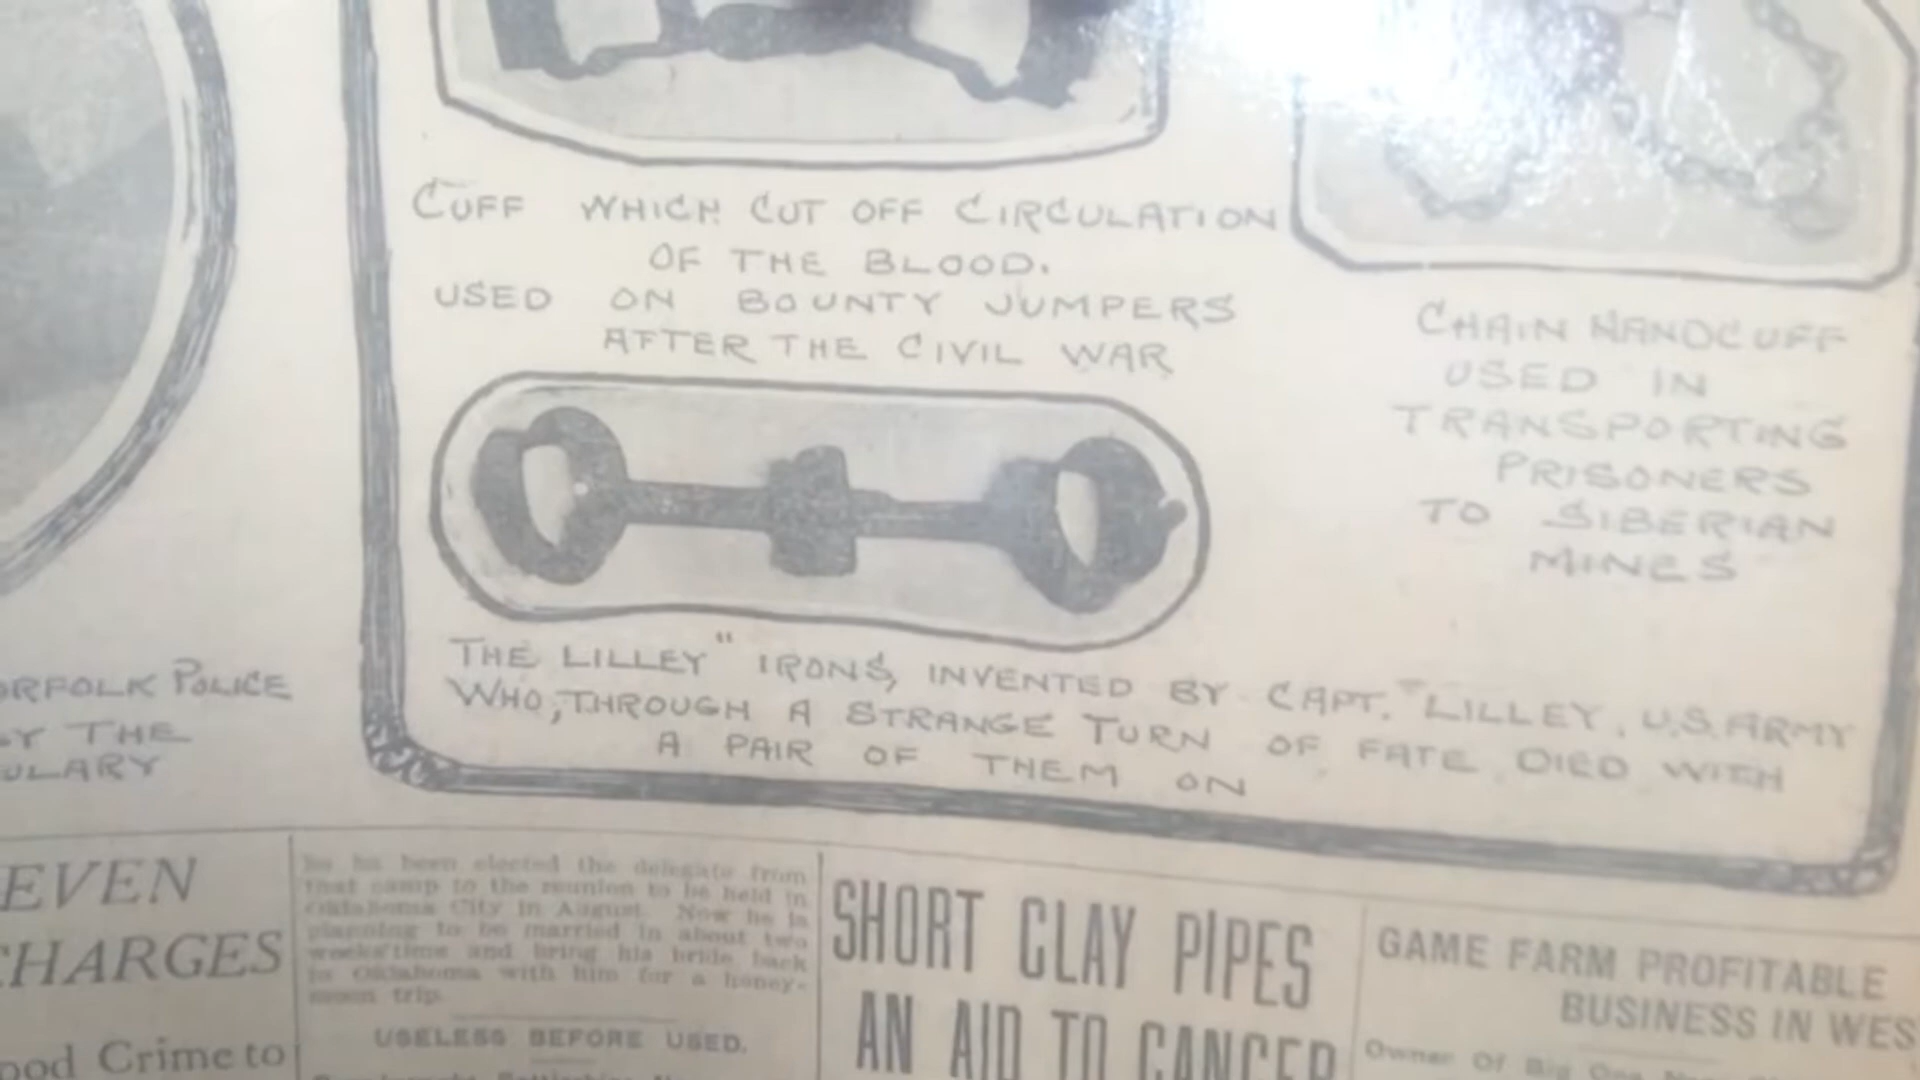 CUFF WHICH CUT OFF CIRCULATION
OF THE BLOOD.
USED ON BOUNTY JUMPERS
AFTER THE CIVIL WAR
CHAIN HANDCUFF
USED IN
TRANSPORTING
PRISONERS
TO SIBERIAN
MINES
THE LILLEY" IRONS, INVENTED BY CAPT. "LILLEY, U.S. ARMY
WHO, THROUGH A STRANGE TURN OF FATE DIED WITH
A PAIR OF THEM ON
ORFOLK POLICE
THE
ULARY
EVEN
CHARGES
ood Crime to
he has been elected the delegate from
that camp to the reunion to be held in
Oklahoma City in August. Now he is
planning to be married in about two
weeks' time and bring his bride back
to Oklahoma with him for a honey-
moon trip.
USELESS BEFORE USED.
SHORT CLAY PIPES
AN AID TO CANCER
GAME FARM PROFITABLE
BUSINESS IN WES
Owner Of Big One